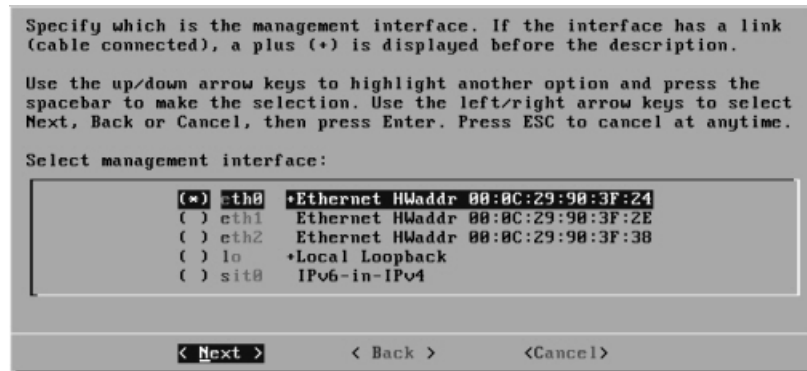 Specify which is the management interface. If the interface has a link
(cable connected), a plus (+) is displayed before the description.
Use the up/down arrow keys to highlight another option and press the
spacebar to make the selection. Use the left/right arrow keys to select
Next, Back or Cancel, then press Enter. Press ESC to cancel at anytime.
Select management interface:
(*) eth0 +Ethernet HWaddr 00:0C:29:90:3F:24
( ) eth1 Ethernet HWaddr 00:0C:29:90:3F:2E
( ) eth2 Ethernet HWaddr 00:0C:29:90:3F:38
( ) lo +Local Loopback
( ) sit0 IPv6-in-IPv4
< Next > < Back > <Cancel>